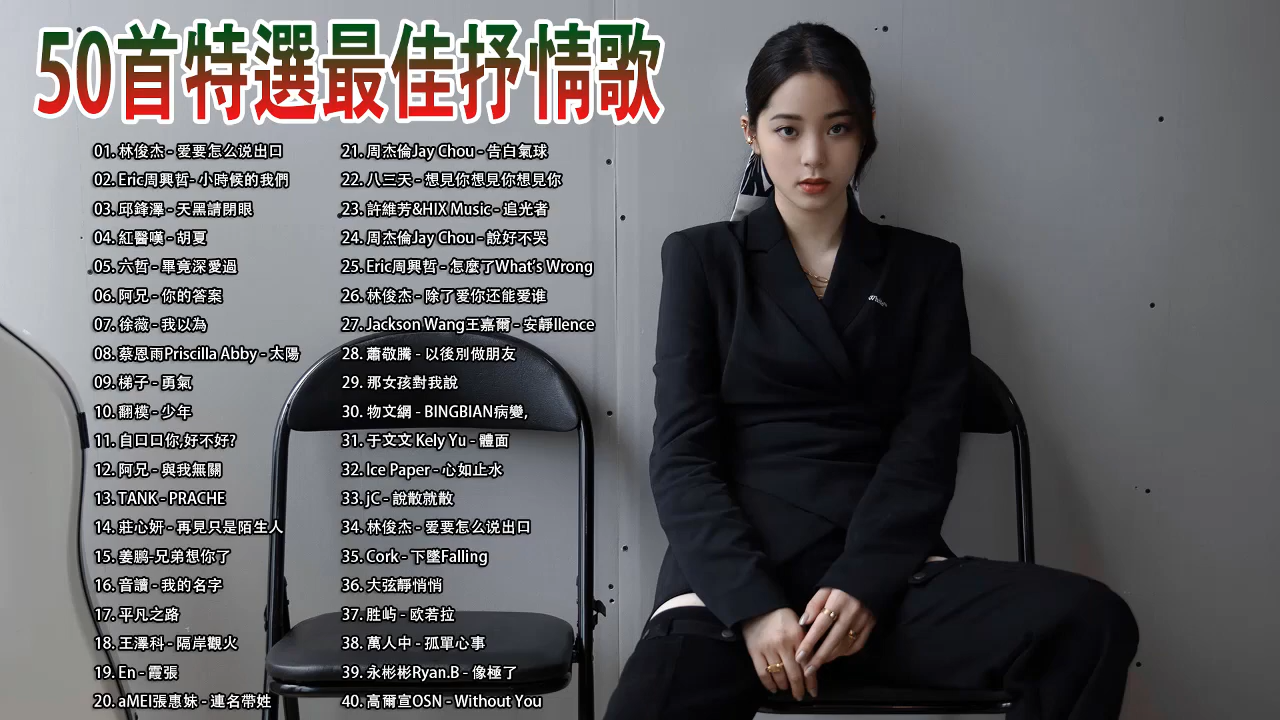 50首特選最佳抒情歌
01. 林俊杰 - 爱要怎么说出口
02. Eric周興哲- 小時候的我們
03. 邱鋒澤 - 天黑請閉眼
04. 紅醫嘆 - 胡夏
05. 六哲 - 畢竟深愛過
06. 阿兄 - 你的答案
07. 徐薇 - 我以為
08. 蔡恩雨Priscilla Abby - 太陽
09. 梯子 - 勇氣
10. 翻模 - 少年
11. 自口口你,好不好?
12. 阿兄 - 與我無關
13. TANK - PRACHE
14. 莊心妍 - 再見只是陌生人
15. 姜鹏-兄弟想你了
16. 音讀 - 我的名字
17. 平凡之路
18. 王澤科 - 隔岸觀火
19. En - 霞張
20. aMEI張惠妹 - 連名帶姓
21. 周杰倫Jay Chou - 告白氣球
22. 八三天 - 想見你想見你想見你
23. 許維芳&HIX Music - 追光者
24. 周杰倫Jay Chou - 說好不哭
25. Eric周興哲 - 怎麼了What's Wrong
26. 林俊杰 - 除了爱你还能爱谁
27. Jackson Wang王嘉爾 - 安靜llence
28. 蕭敬騰 - 以後別做朋友
29. 那女孩對我說
30. 物文網 - BINGBIAN病變,
31. 于文文 Kely Yu - 體面
32. Ice Paper - 心如止水
33. jC - 說散就散
34. 林俊杰 - 爱要怎么说出口
35. Cork - 下墜Falling
36. 大弦靜悄悄
37. 胜屿 - 欧若拉
38. 萬人中 - 孤單心事
39. 永彬彬Ryan.B - 像極了
40. 高爾宣OSN - Without You